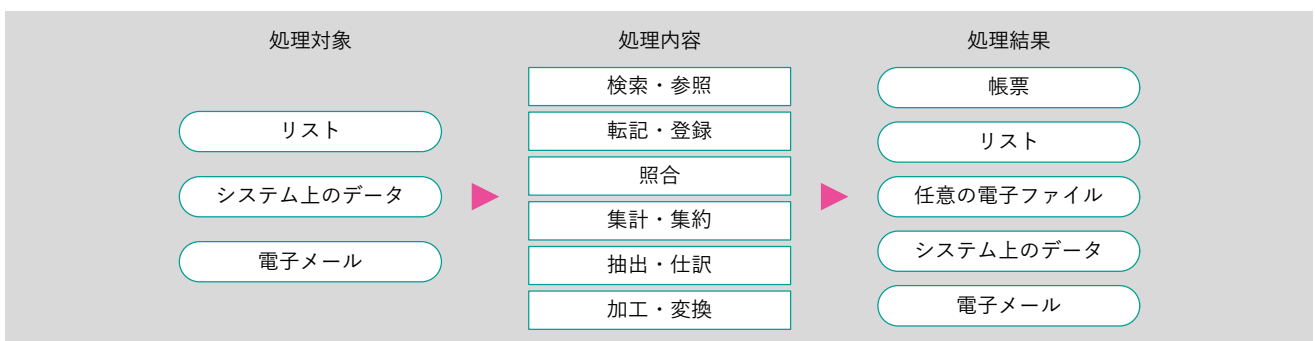 処理対象
リスト
システム上のデータ
電子メール
処理内容
検索・参照
転記・登録
照合
集計・集約
抽出・仕訳
加工・変換
処理結果
帳票
リスト
任意の電子ファイル
システム上のデータ
電子メール